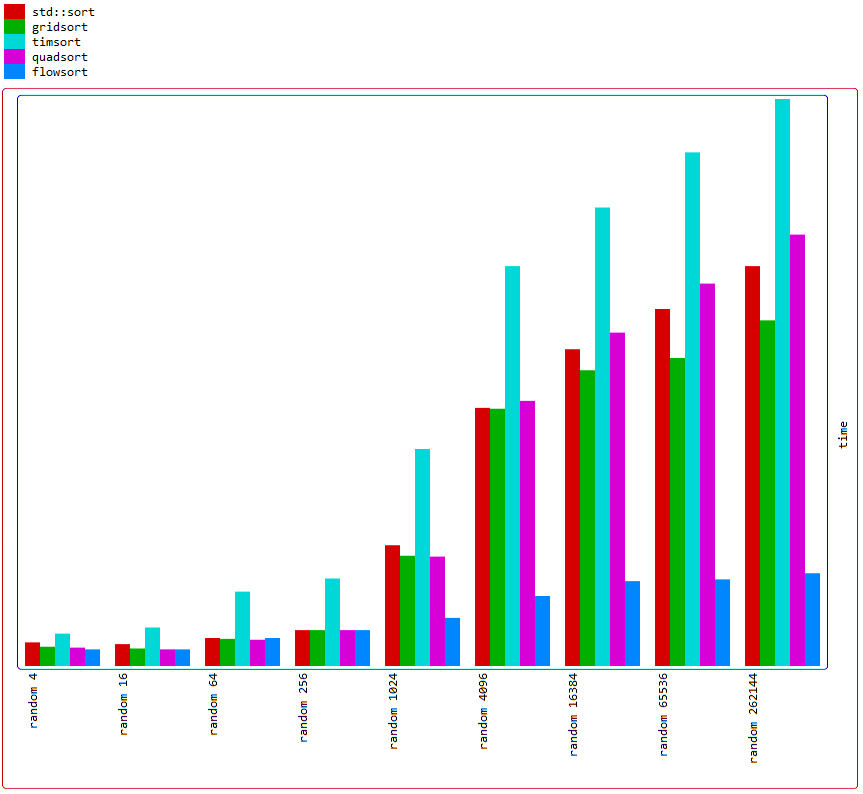 std::sort
gridsort
timsort
quadsort
flowsort
time
random 4
random 16
random 64
random 256
random 1024
random 4096
random 16384
random 65536
random 262144